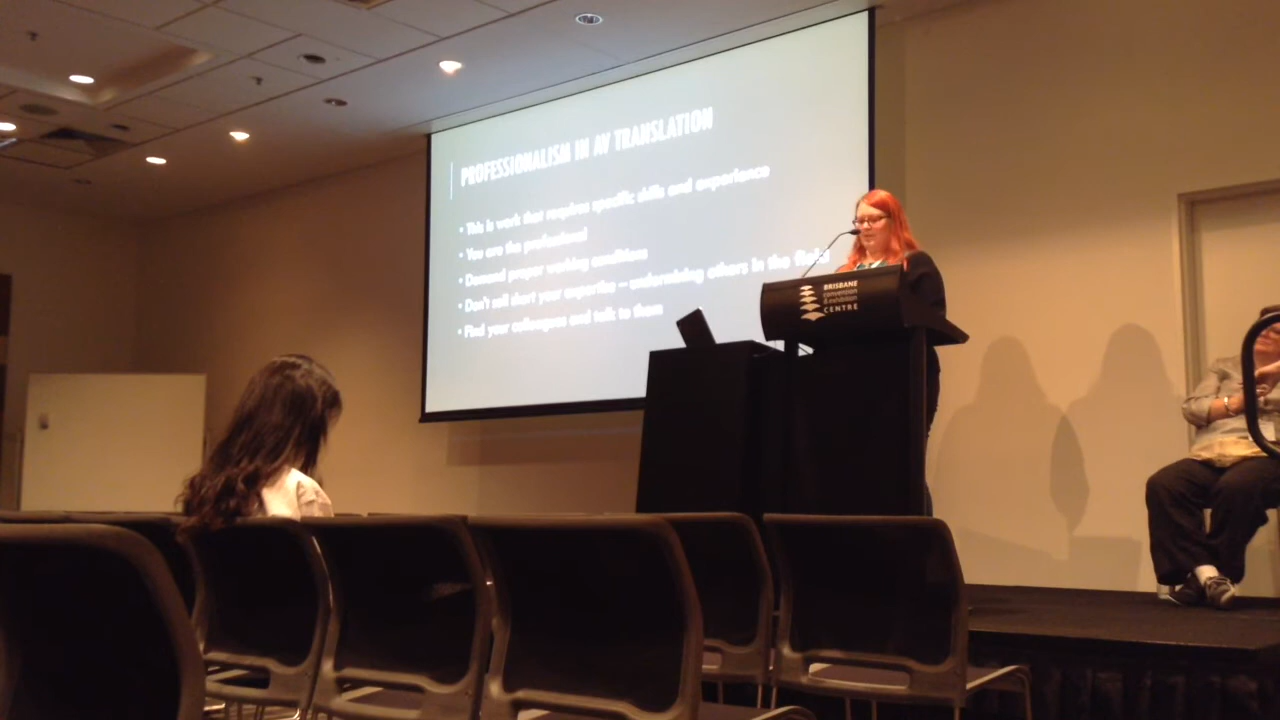 PROFESSIONALISM IN AV TRANSLATION
• This is work that requires specific skills and experience
• You are the professional
• Demand proper working conditions
• Don't sell short your expertise – undermining others in the field
• Find your colleagues and talk to them
BRISBANE
convention
& exhibition
CENTRE